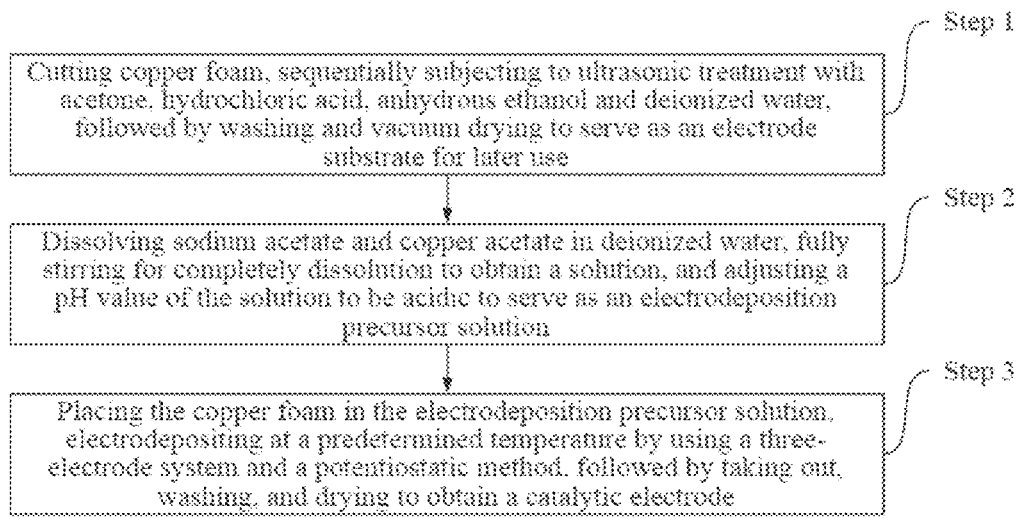 Step 1
Cutting copper foam, sequentially subjecting to ultrasonic treatment with
acetone, hydrochloric acid, anhydrous ethanol and deionized water,
followed by washing and vacuum drying to serve as an electrode
substrate for later use
Step 2
Dissolving sodium acetate and copper acetate in deionized water, fully
stirring for completely dissolution to obtain a solution, and adjusting a
pH value of the solution to be acidic to serve as an electrodeposition
precursor solution
Step 3
Placing the copper foam in the electrodeposition precursor solution,
electrodepositing at a predetermined temperature by using a three-
electrode system and a potentiostatic method, followed by taking out,
washing, and drying to obtain a catalytic electrode